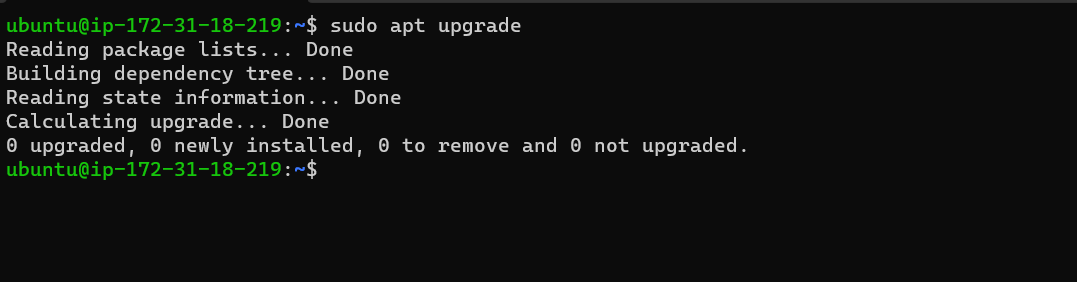 ubuntu@ip-172-31-18-219:~$ sudo apt upgrade
Reading package lists... Done
Building dependency tree... Done
Reading state information... Done
Calculating upgrade... Done
0 upgraded, 0 newly installed, 0 to remove and 0 not upgraded.
ubuntu@ip-172-31-18-219:~$